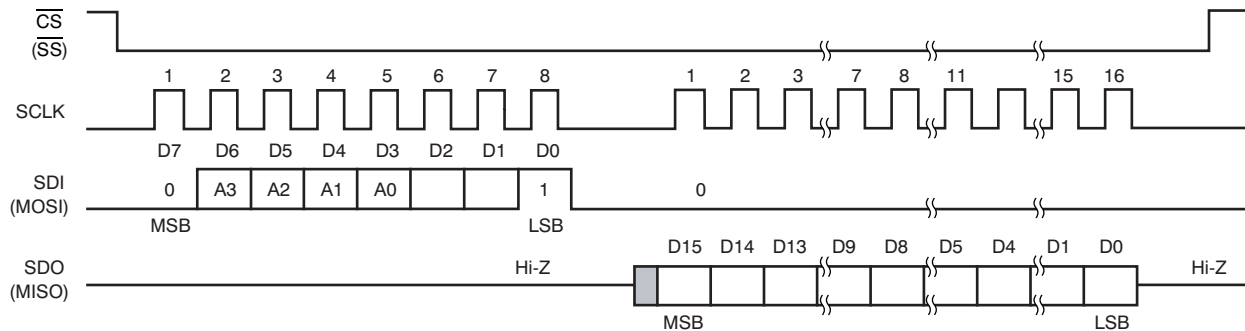 CS
(SS)
1 2 3 4 5 6 7 8 1 2 3 7 8 11 15 16
SCLK
D7 D6 D5 D4 D3 D2 D1 D0
SDI
(MOSI)
0 A3 A2 A1 A0 1 0
MSB LSB
D15 D14 D13 D9 D8 D5 D4 D1 D0
SDO
(MISO)
Hi-Z Hi-Z
MSB LSB